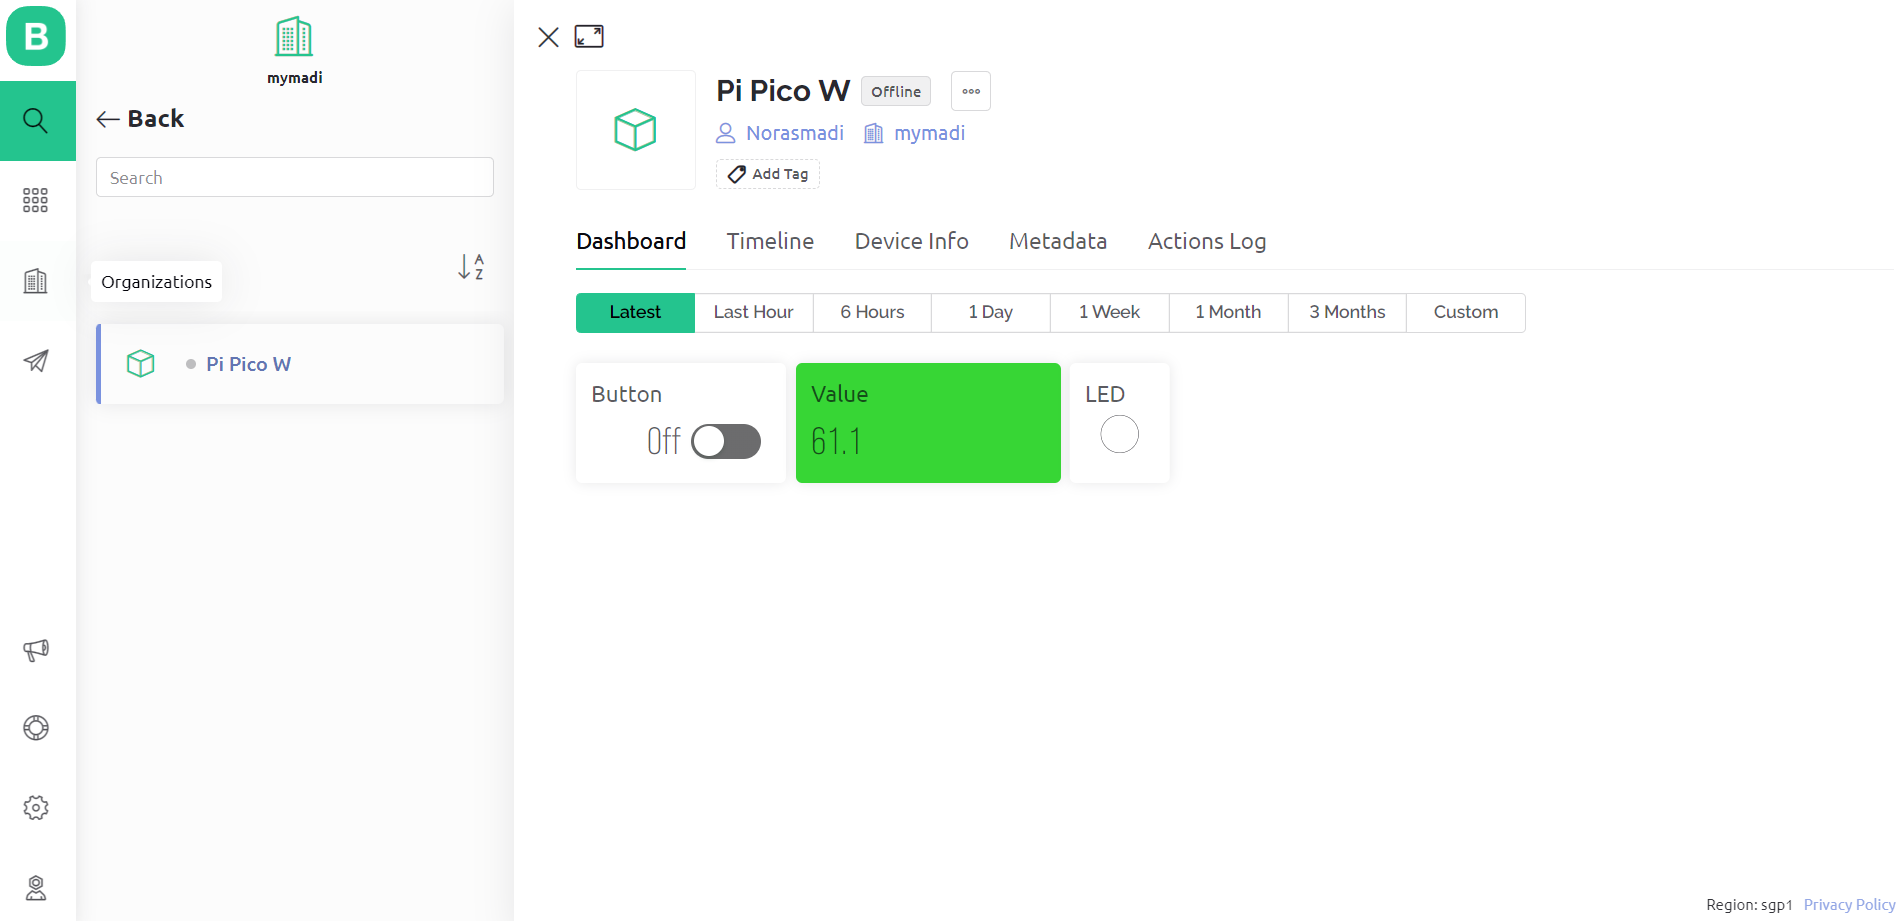 B
mymadi
Back
Search
A
Z
Organizations
Pi Pico W
Pi Pico W Offline
Norasmadi mymadi
Add Tag
Dashboard Timeline Device Info Metadata Actions Log
Latest Last Hour 6 Hours 1 Day 1 Week 1 Month 3 Months Custom
Button Value LED
Off 61.1
Region: sgp1 Privacy Policy